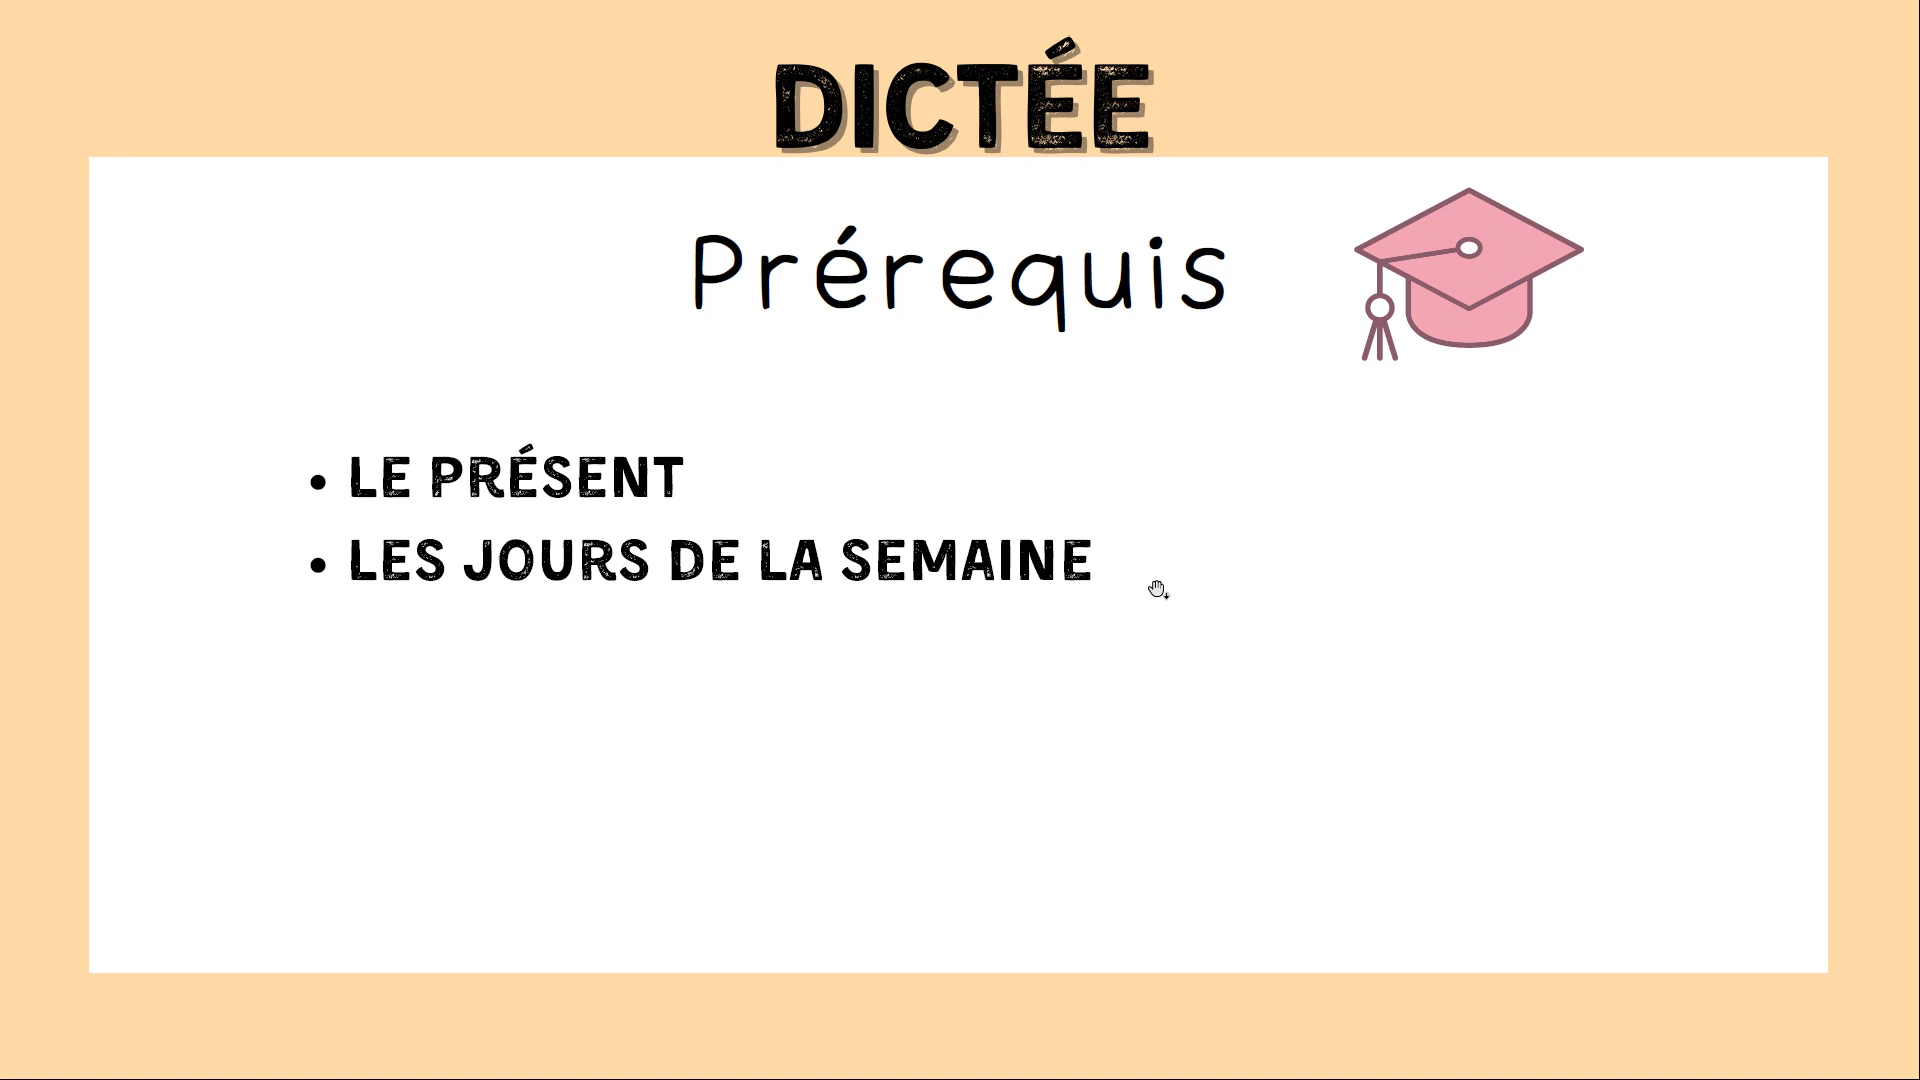 DICTÉE
Prérequis
• LE PRÉSENT
• LES JOURS DE LA SEMAINE